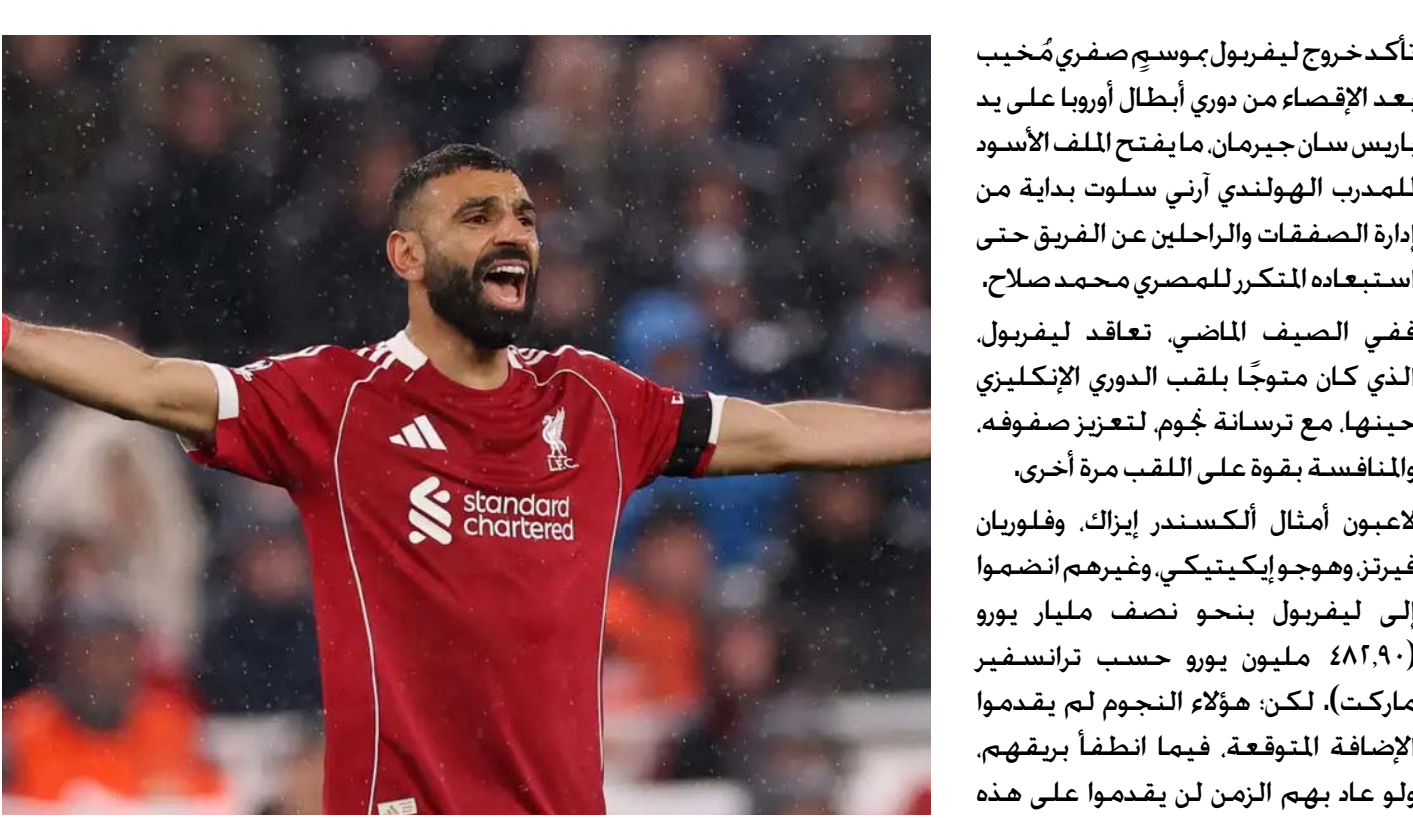 تأكد خروج ليفربول بموسمٍ صفري مُخيب
بعد الإقصاء من دوري أبطال أوروبا على يد
باريس سان جيرمان، ما يفتح الملف الأسود
للمدرب الهولندي آرني سلوت بداية من
إدارة الصفقات والراحلين عن الفريق حتى
استبعاده المتكرر للمصري محمد صلاح.
ففي الصيف الماضي، تعاقد ليفربول،
الذي كان متوجًا بلقب الدوري الإنكليزي
حينها، مع ترسانة نجوم، لتعزيز صفوفه،
والمنافسة بقوة على اللقب مرة أخرى.
لاعبون أمثال ألكسندر إيزاك، وفلوريان
فيرتز، وهوجو إيكيتيكي، وغيرهم انضموا
إلى ليفربول بنحو نصف مليار يورو
(٤٨٢,٩٠ مليون يورو حسب ترانسفير
ماركت). لكن؛ هؤلاء النجوم لم يقدموا
الإضافة المتوقعة، فيما انطفأ بريقهم،
ولو عاد بهم الزمن لن يقدموا على هذه
L.F.C.
standard
chartered